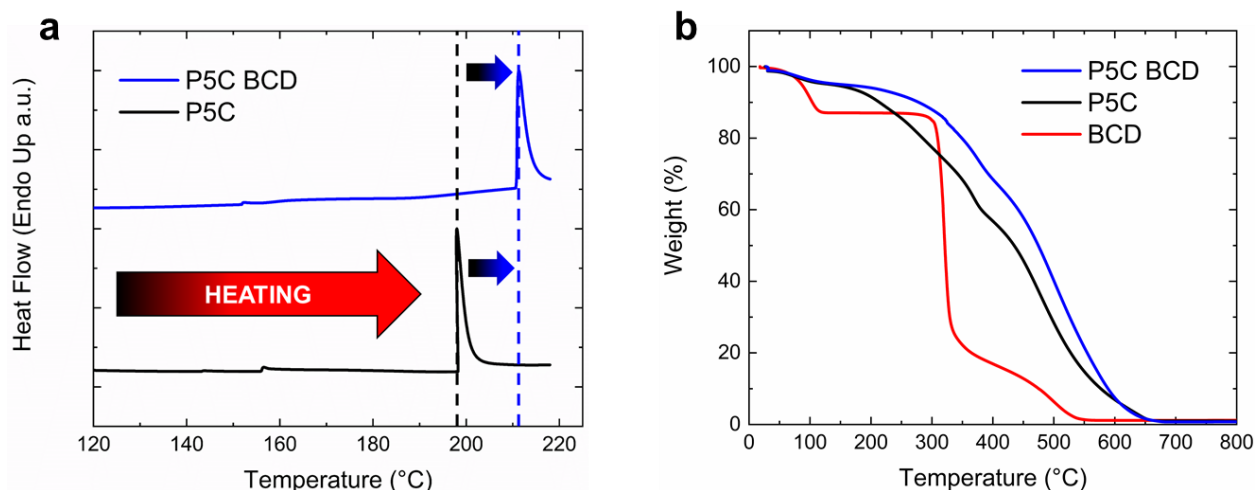 a
P5C BCD
P5C
HEATING
Heat Flow (Endo Up a.u.)
120 140 160 180 200 220
Temperature (°C)
b
P5C BCD
P5C
BCD
Weight (%)
100
80
60
40
20
0
0 100 200 300 400 500 600 700 800
Temperature (°C)